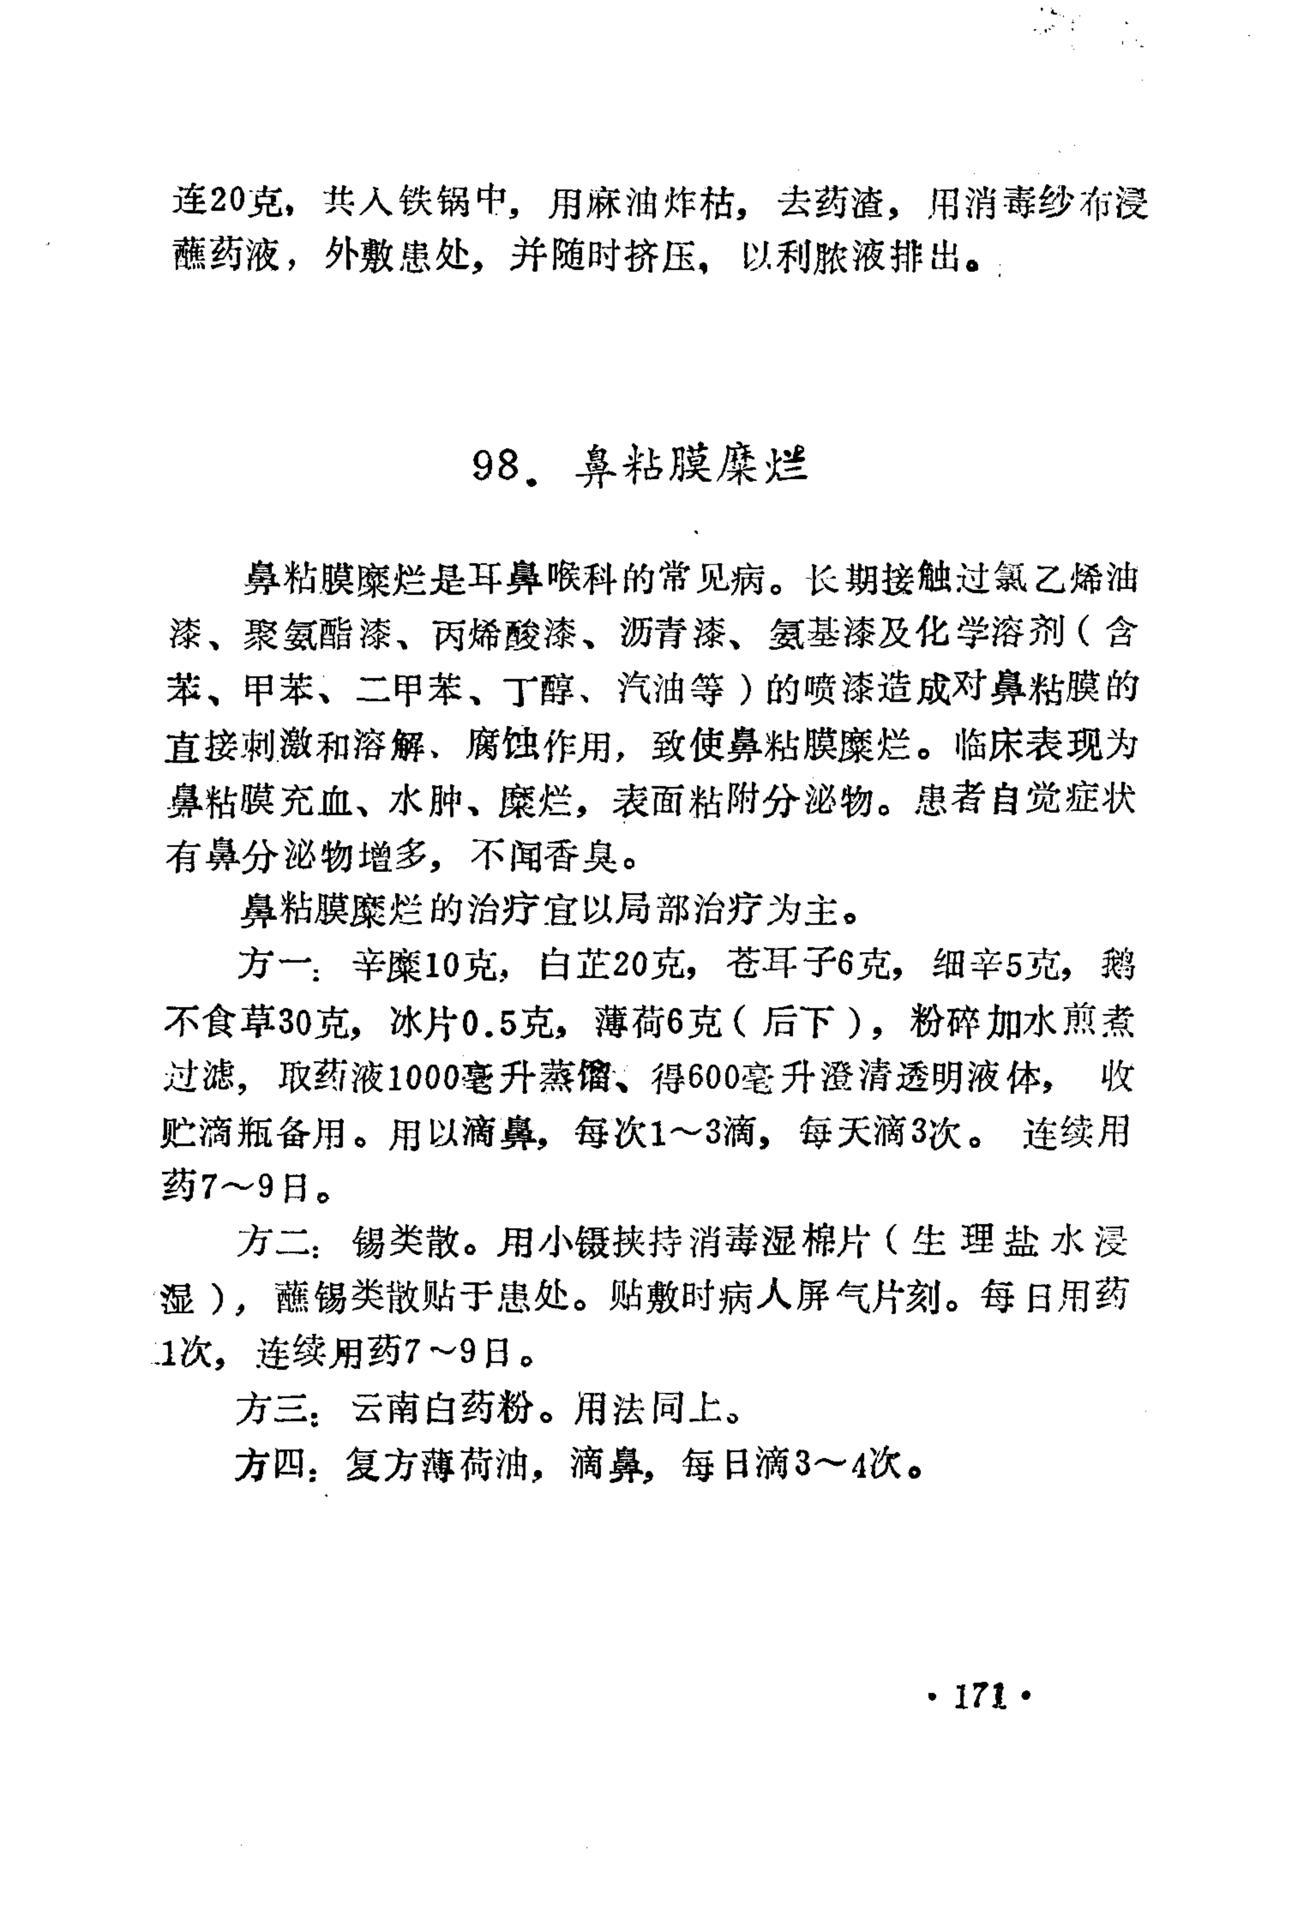 连20克，共入铁锅中，用麻油炸枯，去药渣，用消毒纱布浸
蘸药液，外敷患处，并随时挤压，以利脓液排出。
98．鼻粘膜糜烂
鼻粘膜糜烂是耳鼻喉科的常见病。长期接触过氯乙烯油
漆、聚氨酯漆、丙烯酸漆、沥青漆、氨基漆及化学溶剂（含
苯、甲苯、二甲苯、丁醇、汽油等）的喷漆造成对鼻粘膜的
直接刺激和溶解、腐蚀作用，致使鼻粘膜糜烂。临床表现为
鼻粘膜充血、水肿、糜烂，表面粘附分泌物。患者自觉症状
有鼻分泌物增多，不闻香臭。
鼻粘膜糜烂的治疗宜以局部治疗为主。
方一：辛糜10克，白芷20克，苍耳子6克，细辛5克，鹅
不食草30克，冰片0.5克，薄荷6克（后下），粉碎加水煎煮
过滤，取药液1000毫升蒸馏、得600毫升澄清透明液体，收
贮滴瓶备用。用以滴鼻，每次1～3滴，每天滴3次。连续用
药7～9日。
方二：锡类散。用小镊挟持消毒湿棉片（生理盐水浸
湿），蘸锡类散贴于患处。贴敷时病人屏气片刻。每日用药
1次，连续用药7～9日。
方三：云南白药粉。用法同上。
方四：复方薄荷油，滴鼻，每日滴3～4次。
·171·